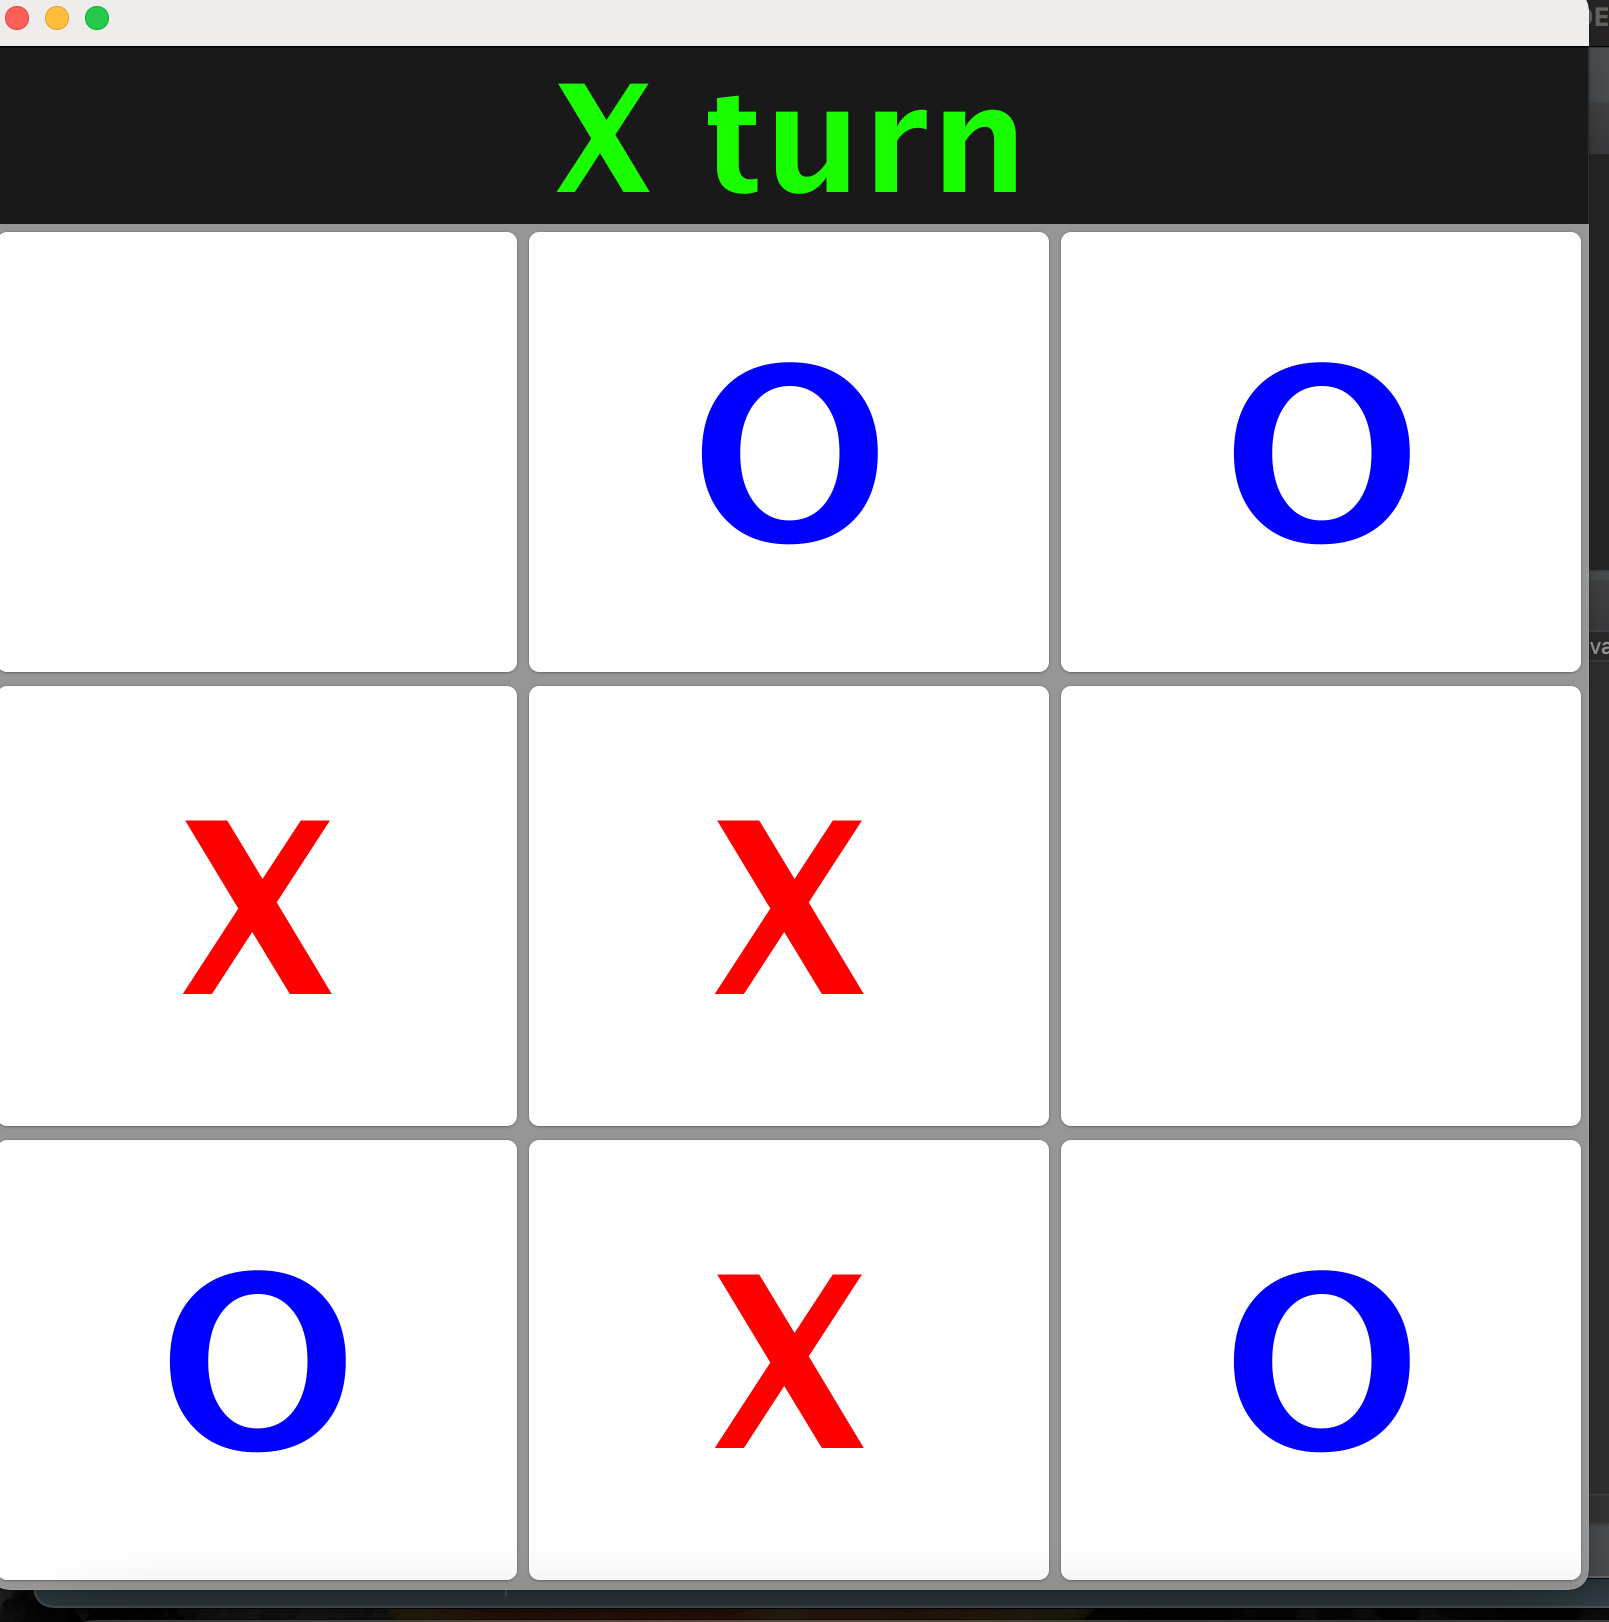 X turn
O O
X X
O X O